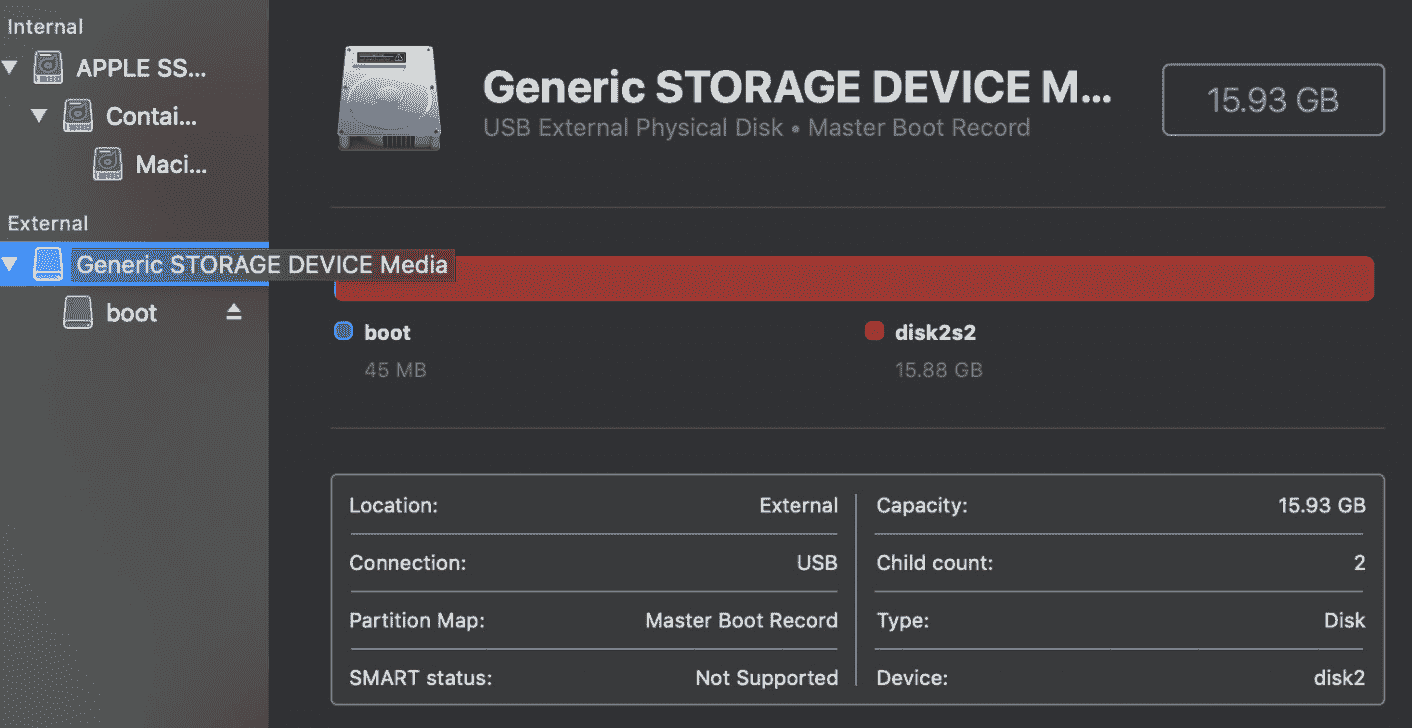 Internal
APPLE SS...
Contai...
Maci...
External
Generic STORAGE DEVICE Media
boot
Generic STORAGE DEVICE M...
USB External Physical Disk • Master Boot Record
15.93 GB
boot
45 MB
disk2s2
15.88 GB
Location: External
Connection: USB
Partition Map: Master Boot Record
SMART status: Not Supported
Capacity: 15.93 GB
Child count: 2
Type: Disk
Device: disk2